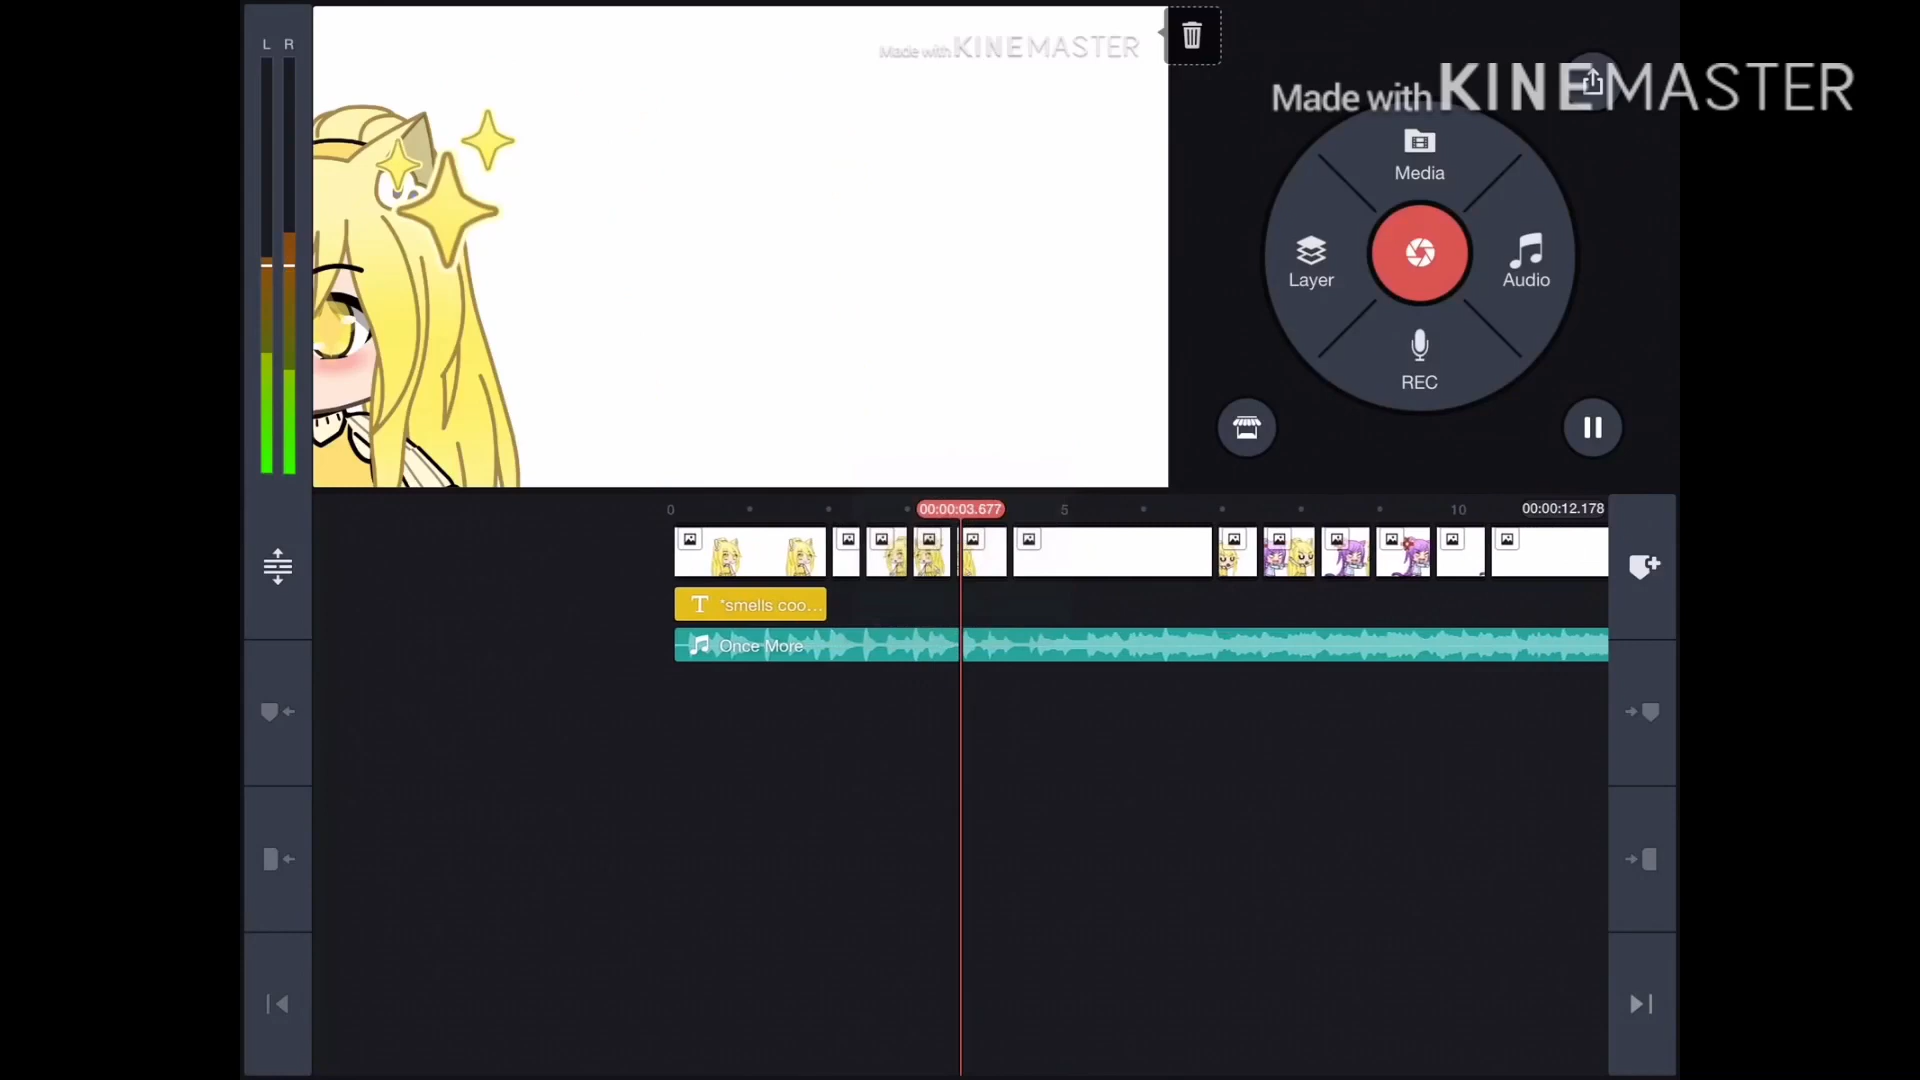 L R
Made with KINEMASTER
Made with KINEMASTER
Media
Layer
Audio
REC
0
00:00:03.677
5
10
00:00:12.178
T *smells coo...
Once More